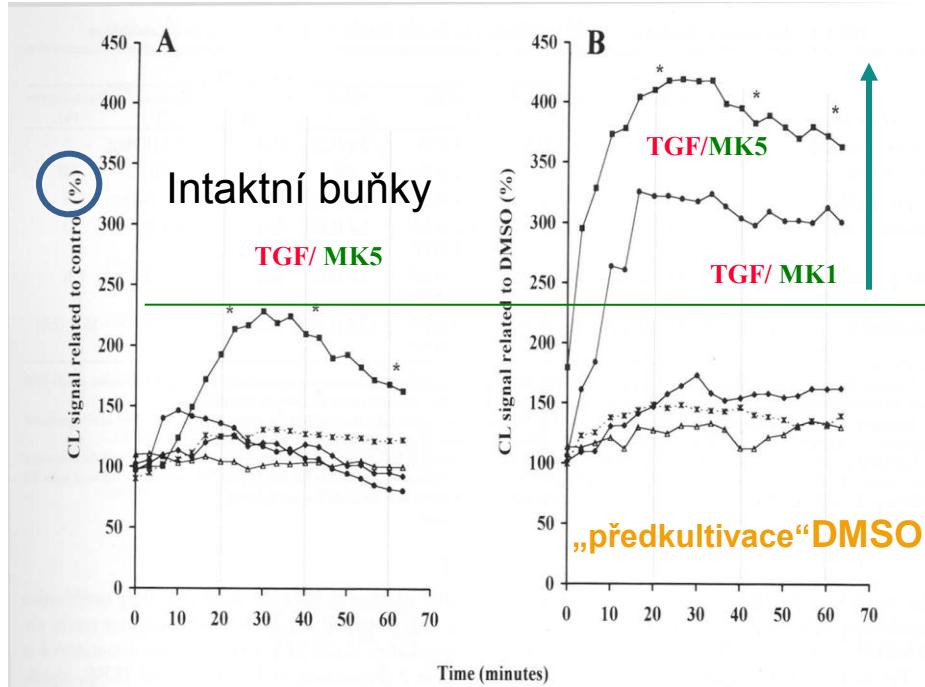 A
450
400
350
300
250
200
150
100
50
0
0 10 20 30 40 50 60 70
CL signal related to control (%)
Intaktní buňky
TGF/ MK5
* * *
B
450
400
350
300
250
200
150
100
50
0
0 10 20 30 40 50 60 70
CL signal related to DMSO (%)
* * *
TGF/MK5
TGF/ MK1
„předkultivace“DMSO
Time (minutes)